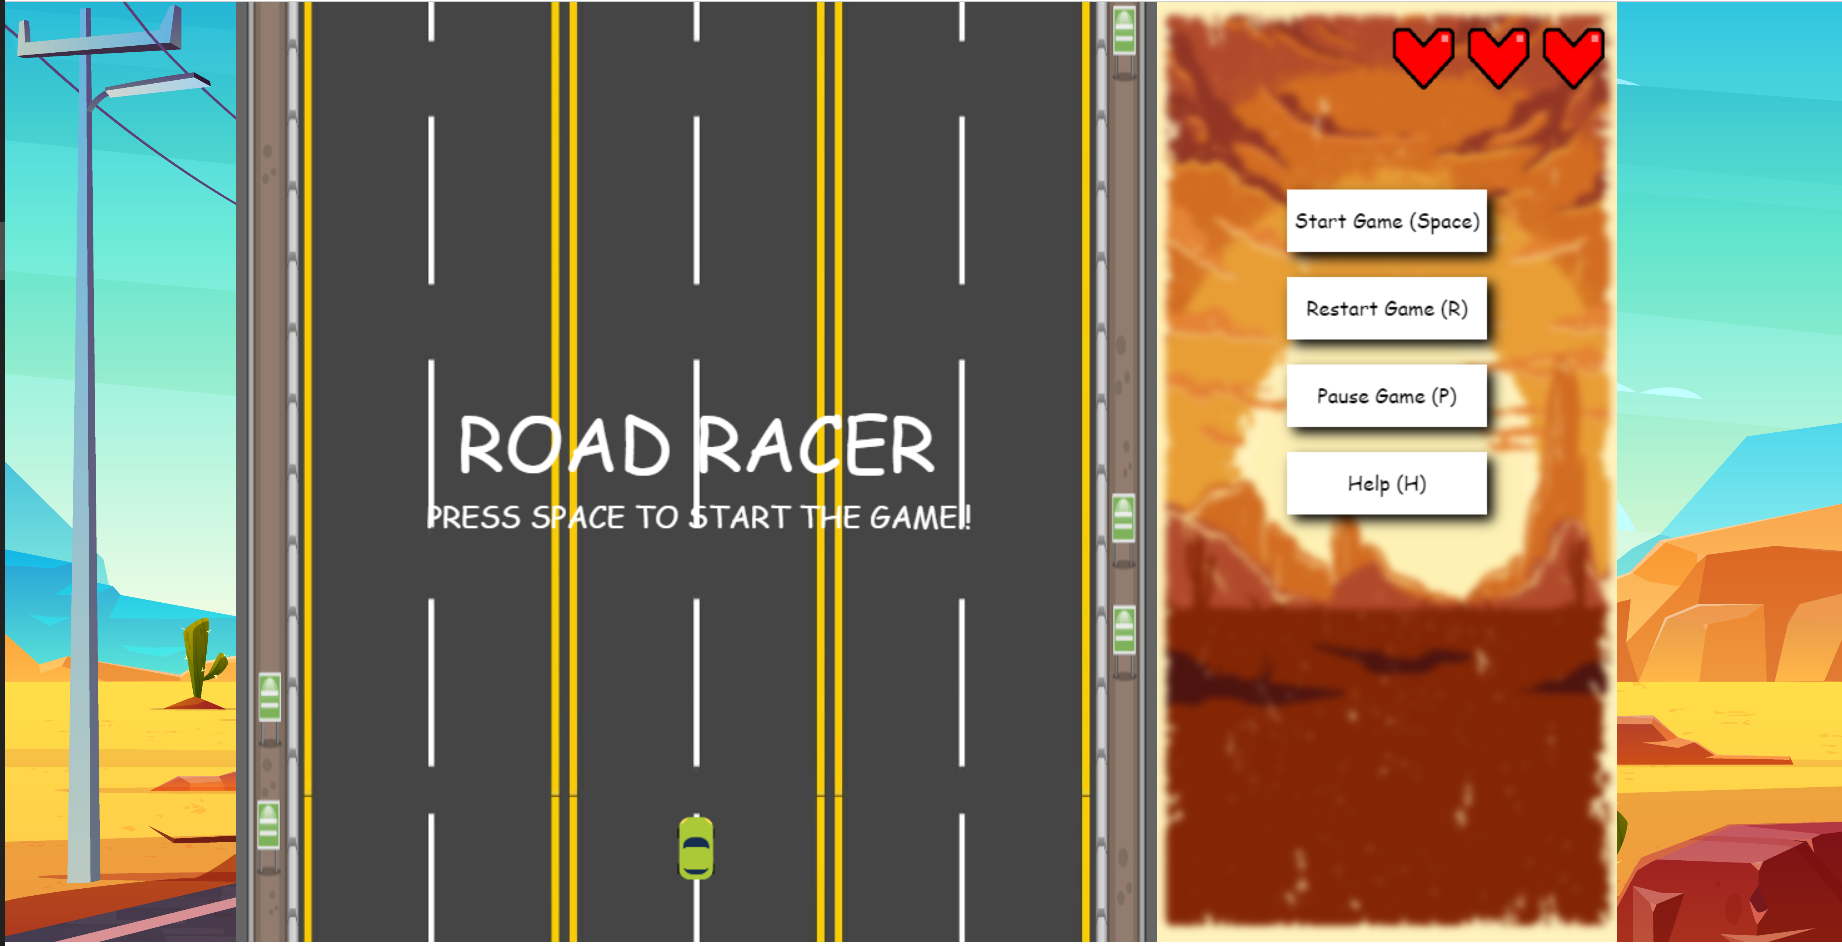 ROAD RACER
PRESS SPACE TO START THE GAME!!
Start Game (Space)
Restart Game (R)
Pause Game (P)
Help (H)